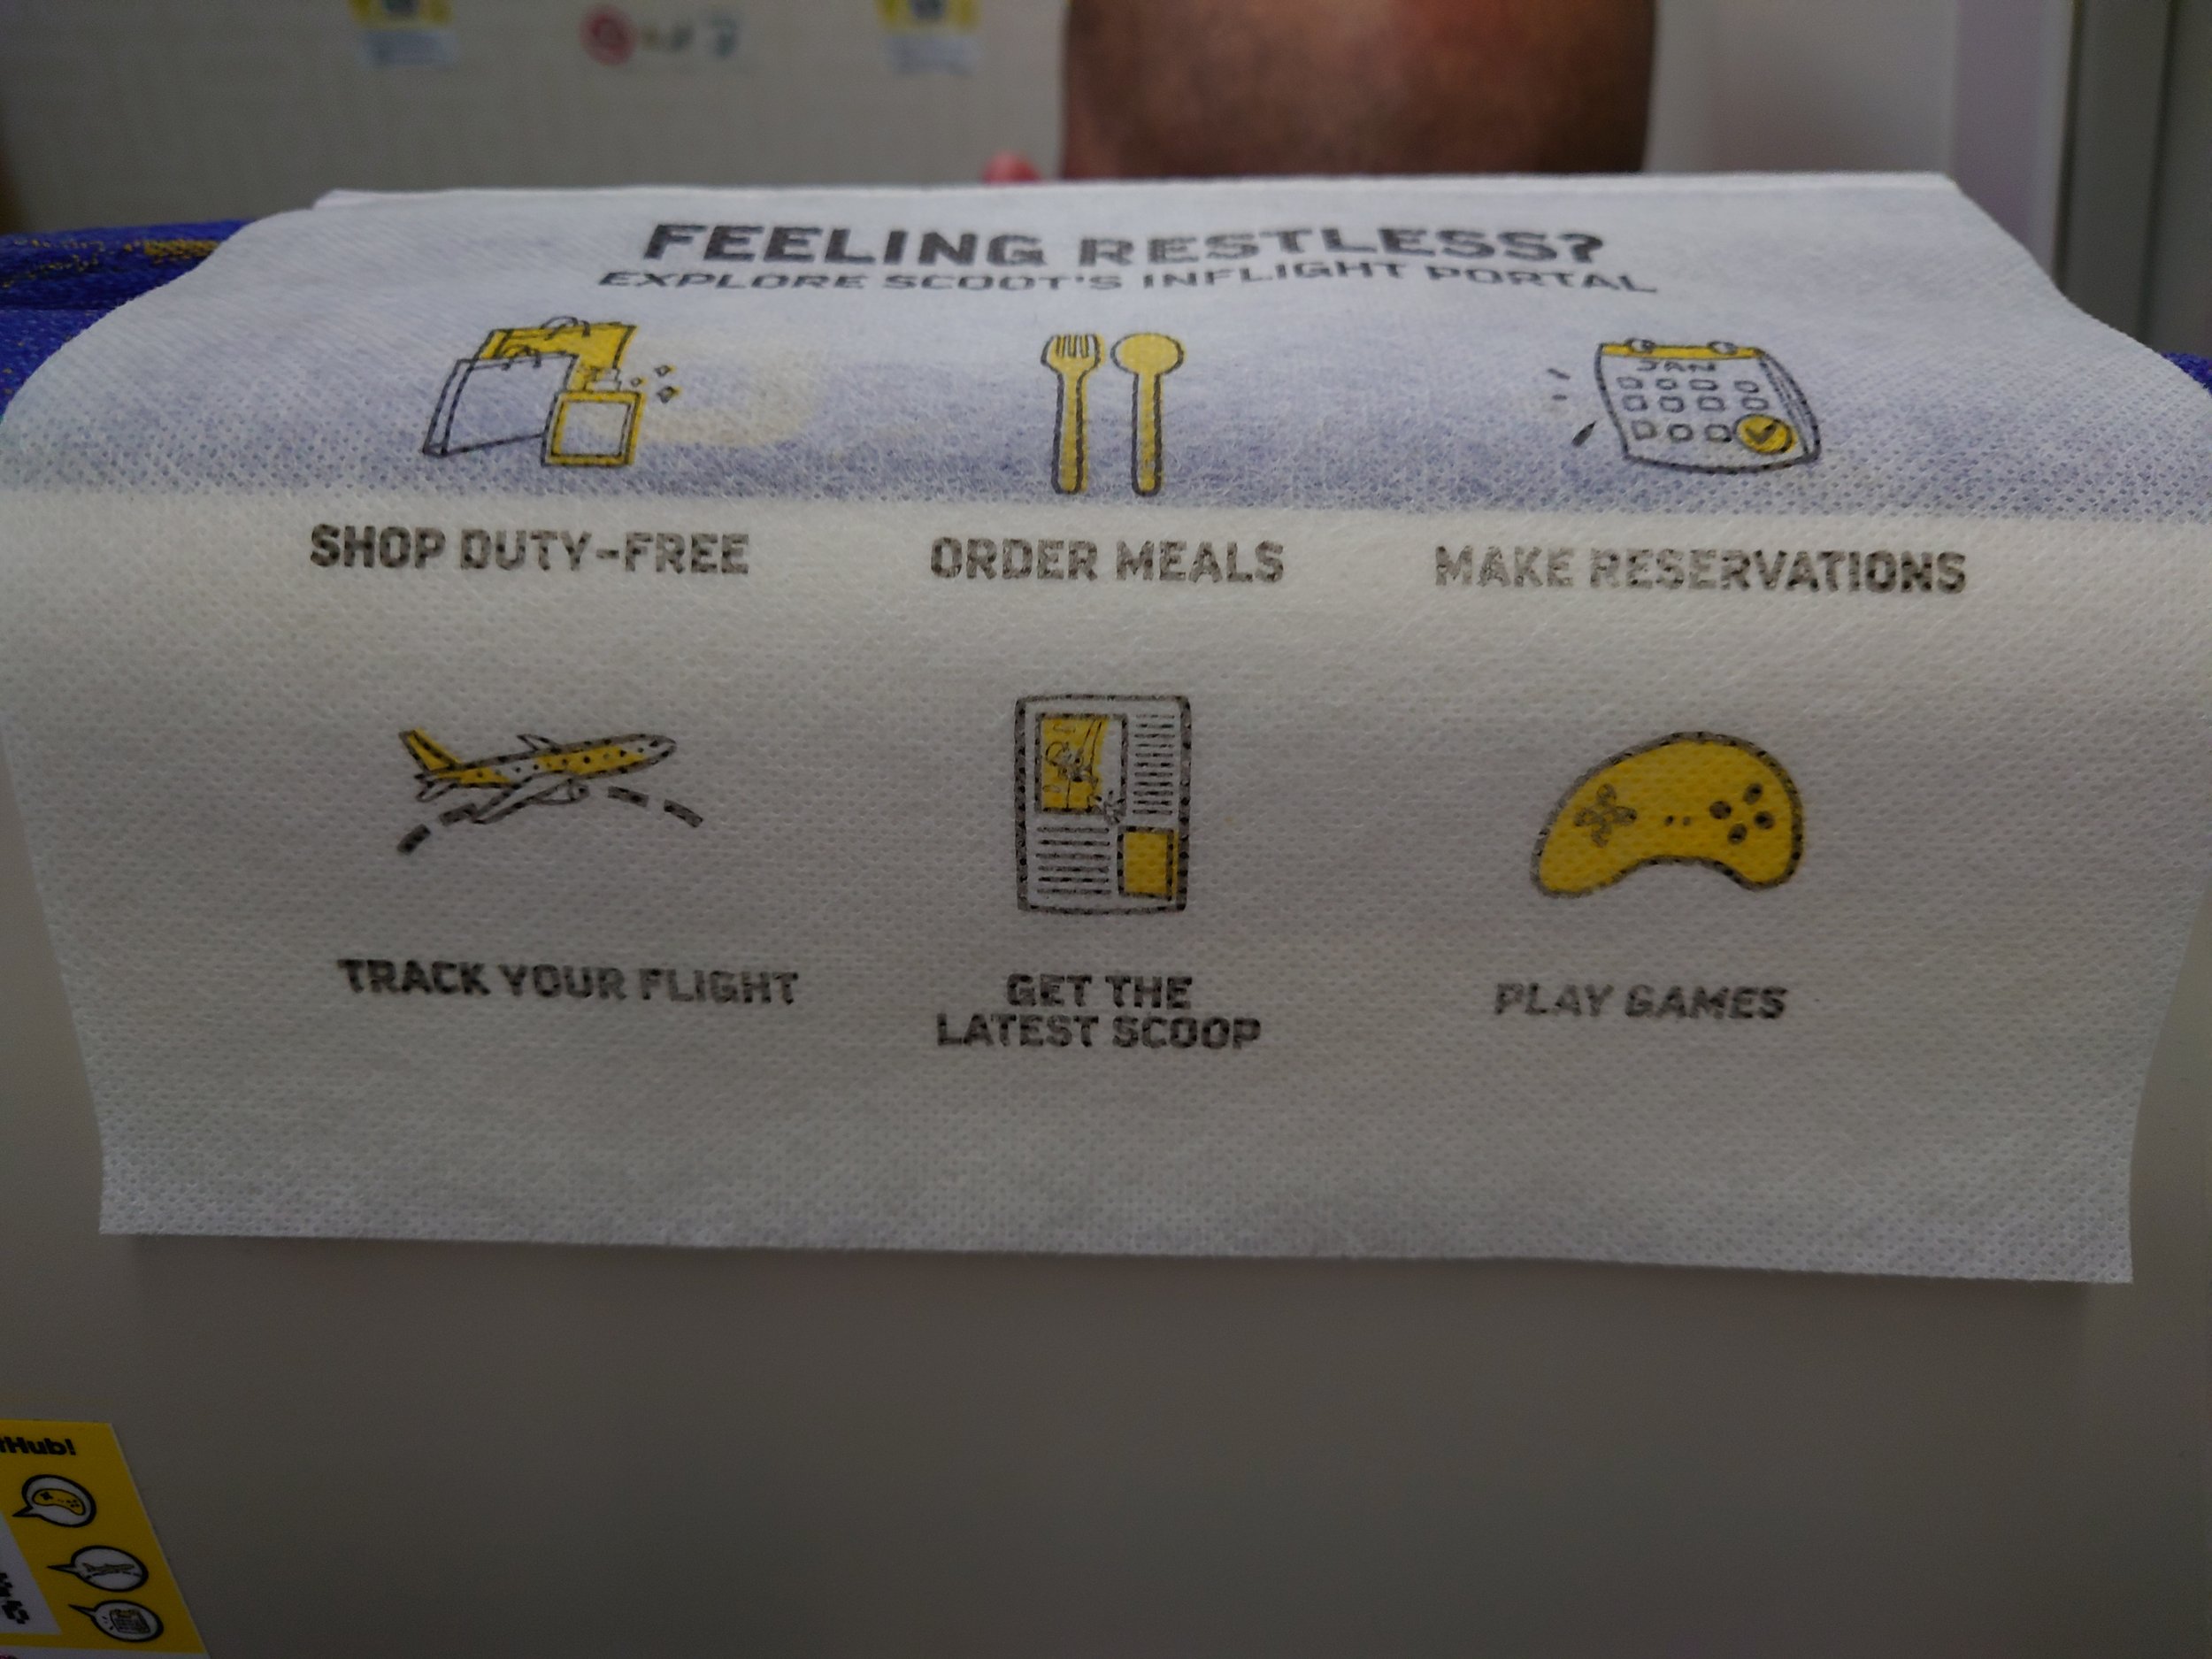 FEELING RESTLESS?
EXPLORE SCOOT'S INFLIGHT PORTAL
JAN
SHOP DUTY-FREE
ORDER MEALS
MAKE RESERVATIONS
TRACK YOUR FLIGHT
GET THE
LATEST SCOOP
PLAY GAMES
Hub!